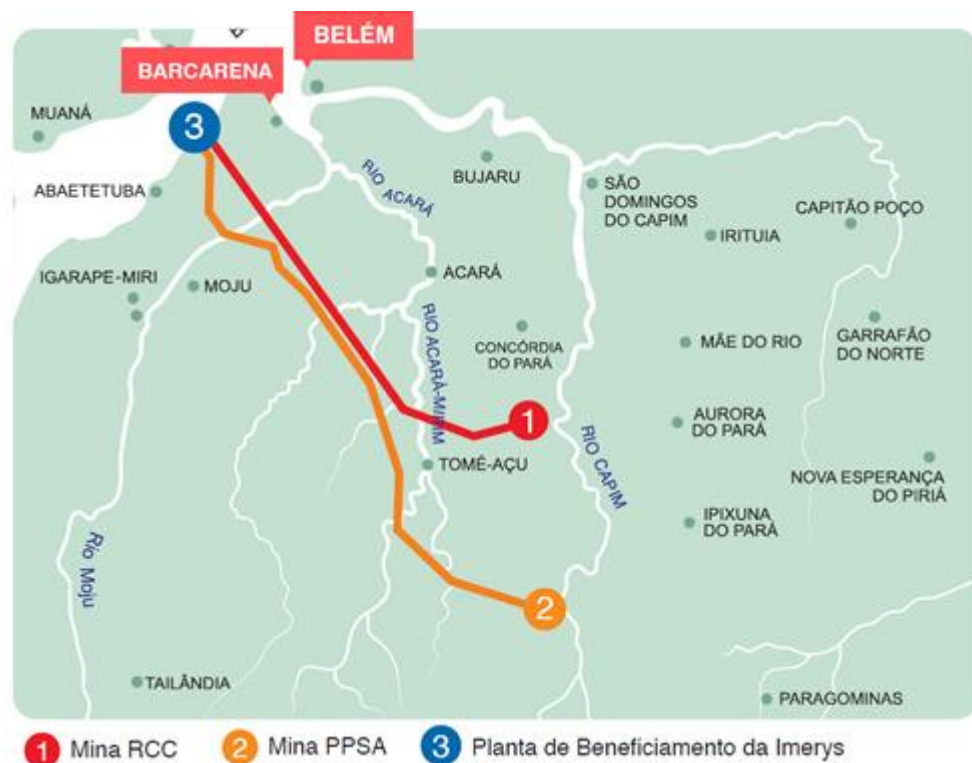 BELÉM
BARCARENA
3
MUANÁ
ABAETETUBA
RIO ACARÁ
BUJARU
SÃO
DOMINGOS
DO CAPIM
CAPITÃO POÇO
IRITUIA
IGARAPE-MIRI
MOJU
ACARÁ
RIO ACARÁ-MIRIM
CONCÓRDIA
DO PARÁ
MÃE DO RIO
GARRAFÃO
DO NORTE
1
AURORA
DO PARÁ
RIO CAPIM
TOMÉ-AÇU
NOVA ESPERANÇA
DO PIRIÁ
IPIXUNA
DO PARÁ
Rio Moju
2
TAILÂNDIA
PARAGOMINAS
1 Mina RCC
2 Mina PPSA
3 Planta de Beneficiamento da Imerys